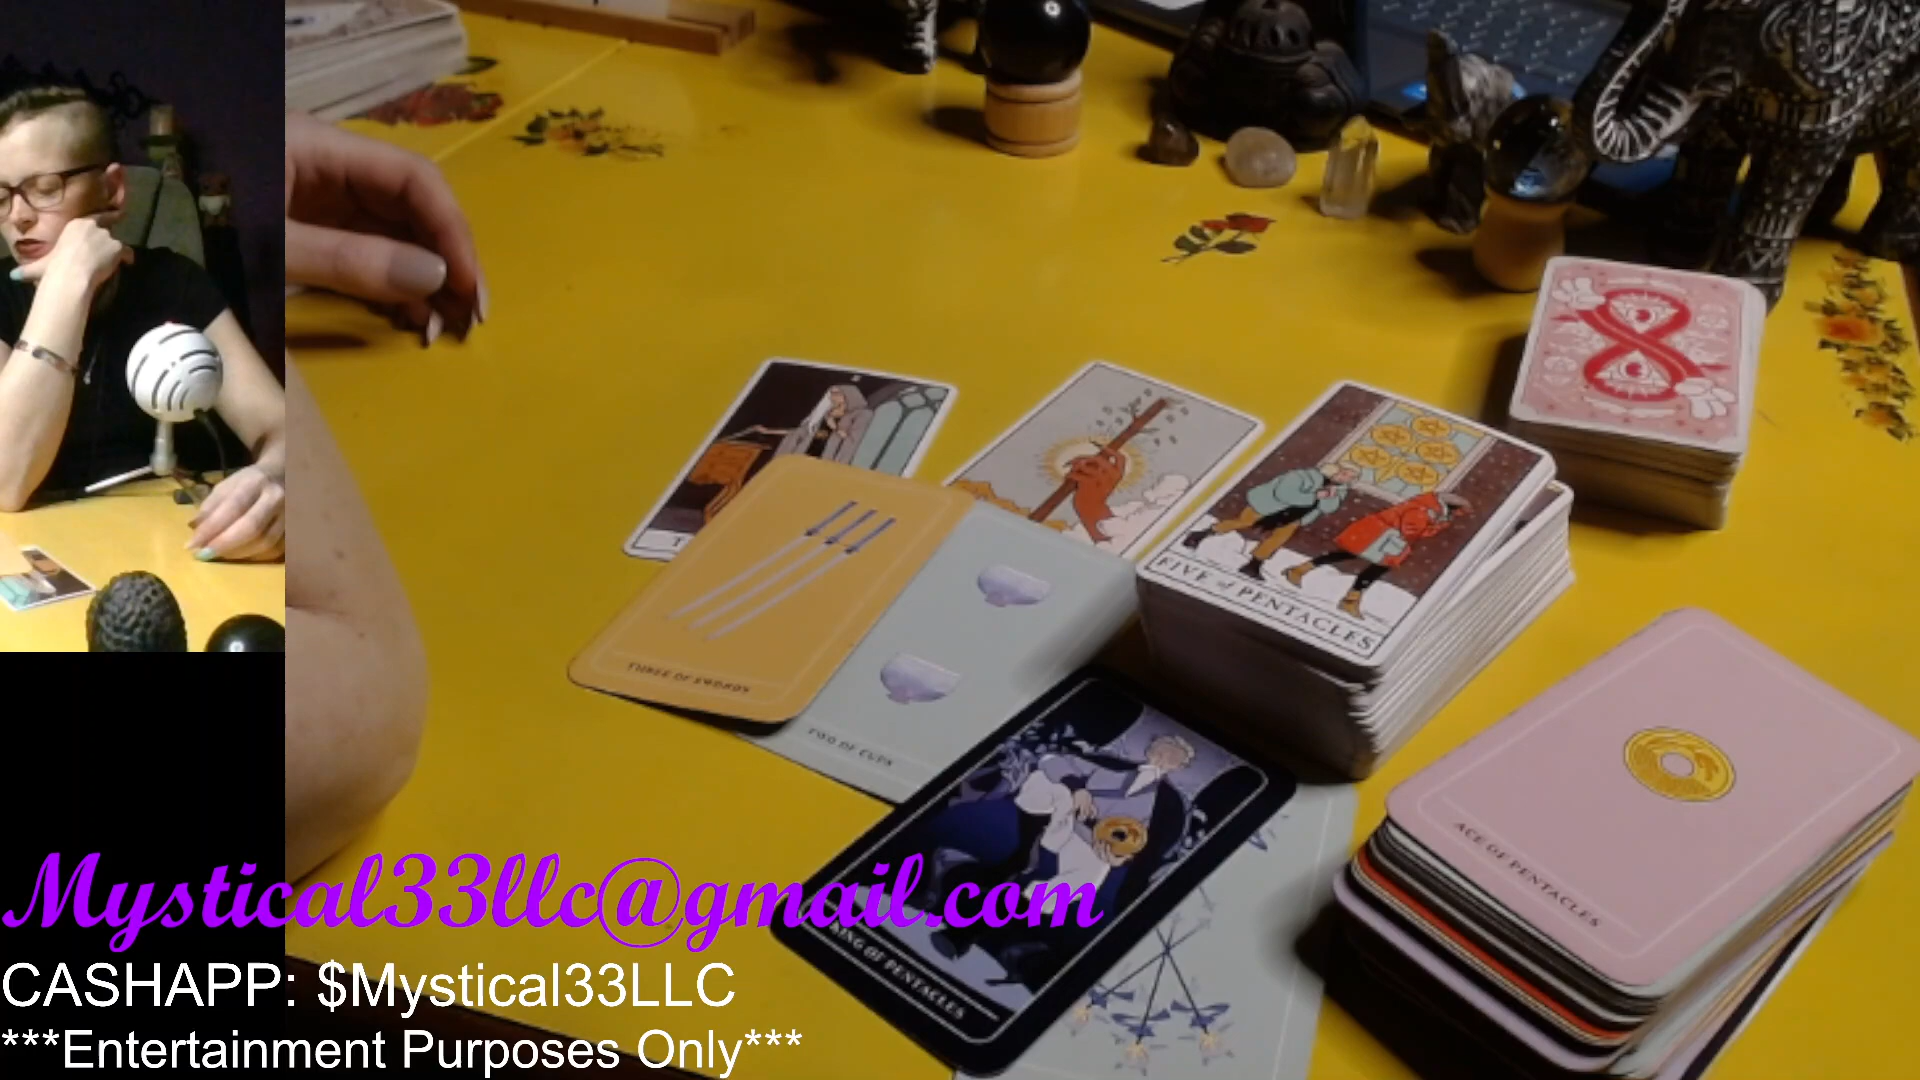 FIVE of PENTACLES
THREE OF SWORDS
TWO OF CUPS
ACE OF PENTACLES
KING OF PENTACLES
Mystical33llc@gmail.com
CASHAPP: $Mystical33LLC
***Entertainment Purposes Only***